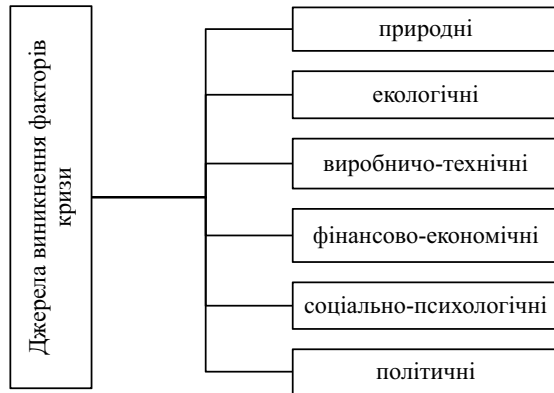 Джерела виникнення факторів
кризи
природні
екологічні
виробничо-технічні
фінансово-економічні
соціально-психологічні
політичні